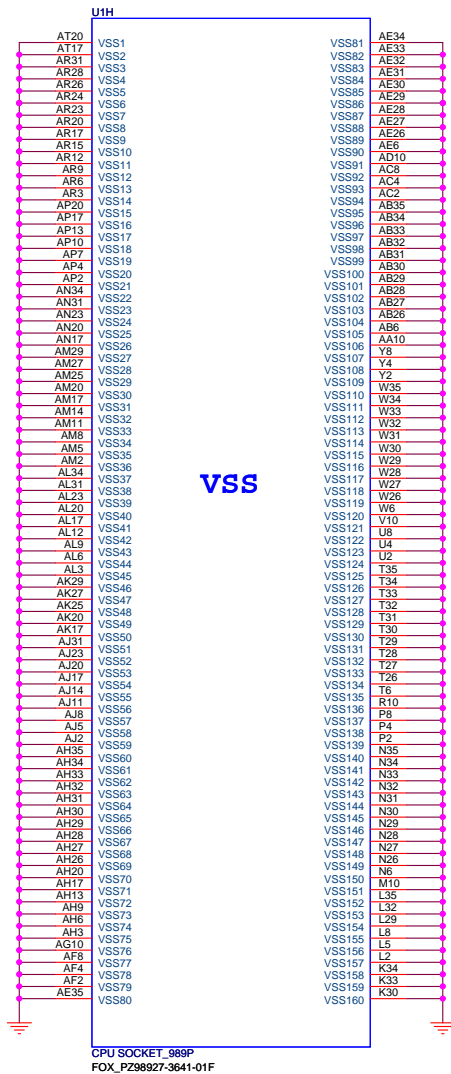 U1H
AT20 VSS1 VSS81 AE34
AT17 VSS2 VSS82 AE33
AR31 VSS3 VSS83 AE32
AR28 VSS4 VSS84 AE31
AR26 VSS5 VSS85 AE30
AR24 VSS6 VSS86 AE29
AR23 VSS7 VSS87 AE28
AR20 VSS8 VSS88 AE27
AR17 VSS9 VSS89 AE26
AR15 VSS10 VSS90 AE6
AR12 VSS11 VSS91 AD10
AR9 VSS12 VSS92 AC8
AR6 VSS13 VSS93 AC4
AR3 VSS14 VSS94 AC2
AP20 VSS15 VSS95 AB35
AP17 VSS16 VSS96 AB34
AP13 VSS17 VSS97 AB33
AP10 VSS18 VSS98 AB32
AP7 VSS19 VSS99 AB31
AP4 VSS20 VSS100 AB30
AP2 VSS21 VSS101 AB29
AN34 VSS22 VSS102 AB28
AN31 VSS23 VSS103 AB27
AN23 VSS24 VSS104 AB26
AN20 VSS25 VSS105 AB6
AN17 VSS26 VSS106 AA10
AM29 VSS27 VSS107 Y8
AM27 VSS28 VSS108 Y4
AM25 VSS29 VSS109 Y2
AM20 VSS30 VSS110 W35
AM17 VSS31 VSS111 W34
AM14 VSS32 VSS112 W33
AM11 VSS33 VSS113 W32
AM8 VSS34 VSS114 W31
AM5 VSS35 VSS115 W30
AM2 VSS36 VSS116 W29
AL34 VSS37 VSS117 W28
AL31 VSS38 VSS118 W27
VSS
AL23 VSS39 VSS119 W26
AL20 VSS40 VSS120 W6
AL17 VSS41 VSS121 V10
AL12 VSS42 VSS122 U8
AL9 VSS43 VSS123 U4
AL6 VSS44 VSS124 U2
AL3 VSS45 VSS125 T35
AK29 VSS46 VSS126 T34
AK27 VSS47 VSS127 T33
AK25 VSS48 VSS128 T32
AK20 VSS49 VSS129 T31
AK17 VSS50 VSS130 T30
AJ31 VSS51 VSS131 T29
AJ23 VSS52 VSS132 T28
AJ20 VSS53 VSS133 T27
AJ17 VSS54 VSS134 T26
AJ14 VSS55 VSS135 T6
AJ11 VSS56 VSS136 R10
AJ8 VSS57 VSS137 P8
AJ5 VSS58 VSS138 P4
AJ2 VSS59 VSS139 P2
AH35 VSS60 VSS140 N35
AH34 VSS61 VSS141 N34
AH33 VSS62 VSS142 N33
AH32 VSS63 VSS143 N32
AH31 VSS64 VSS144 N31
AH30 VSS65 VSS145 N30
AH29 VSS66 VSS146 N29
AH28 VSS67 VSS147 N28
AH27 VSS68 VSS148 N27
AH26 VSS69 VSS149 N26
AH20 VSS70 VSS150 N6
AH17 VSS71 VSS151 M10
AH13 VSS72 VSS152 L35
AH9 VSS73 VSS153 L32
AH6 VSS74 VSS154 L29
AH3 VSS75 VSS155 L8
AG10 VSS76 VSS156 L5
AF8 VSS77 VSS157 L2
AF4 VSS78 VSS158 K34
AF2 VSS79 VSS159 K33
AE35 VSS80 VSS160 K30
CPU SOCKET_989P
FOX_PZ98927-3641-01F